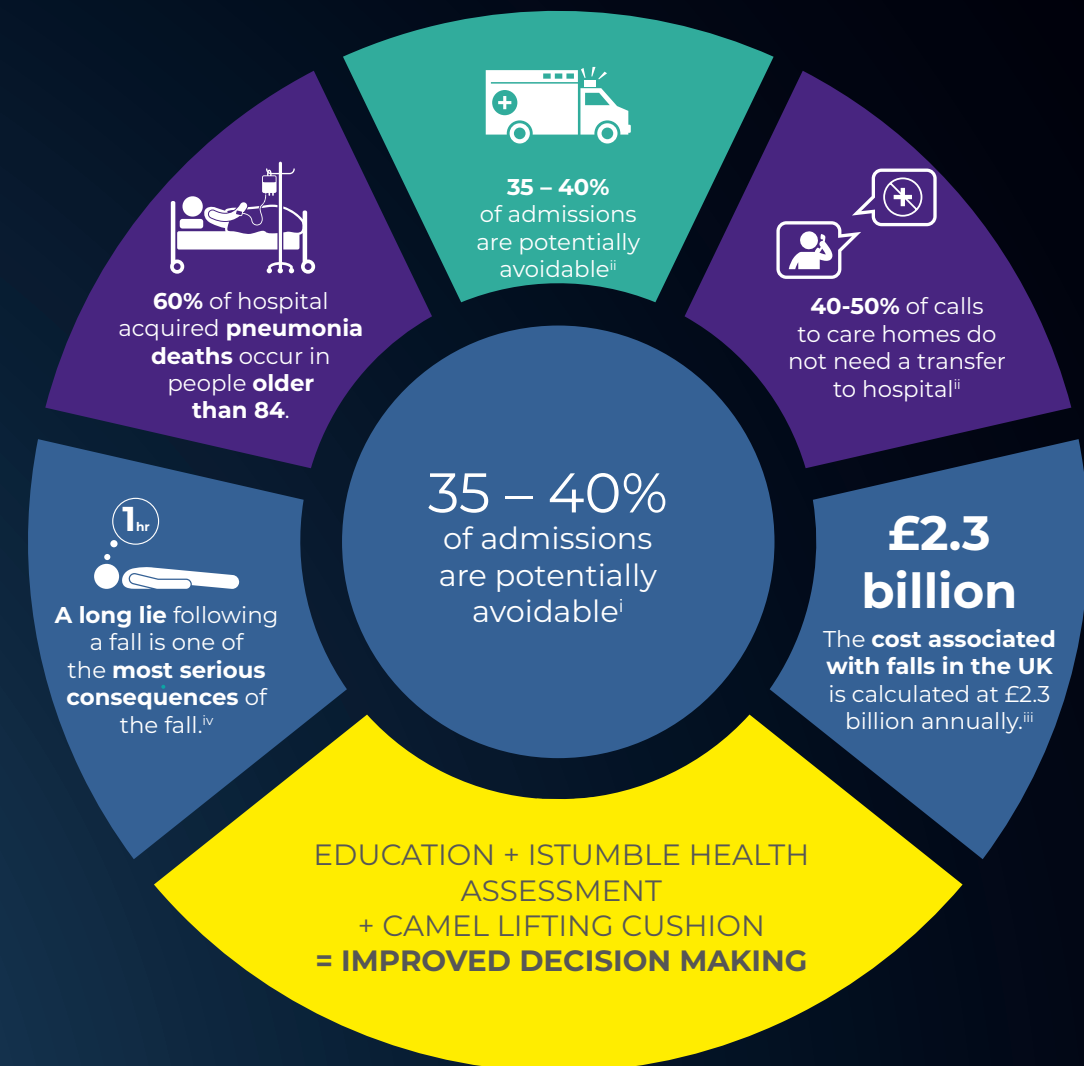 35 – 40%
of admissions
are potentially
avoidableⁱⁱ
40-50% of calls
to care homes do
not need a transfer
to hospitalⁱⁱ
£2.3
billion
The cost associated
with falls in the UK
is calculated at £2.3
billion annually.ⁱⁱⁱ
EDUCATION + ISTUMBLE HEALTH
ASSESSMENT
+ CAMEL LIFTING CUSHION
= IMPROVED DECISION MAKING
1hr
A long lie following
a fall is one of
the most serious
consequences of
the fall.ⁱᵛ
60% of hospital
acquired pneumonia
deaths occur in
people older
than 84.
35 – 40%
of admissions
are potentially
avoidableⁱ